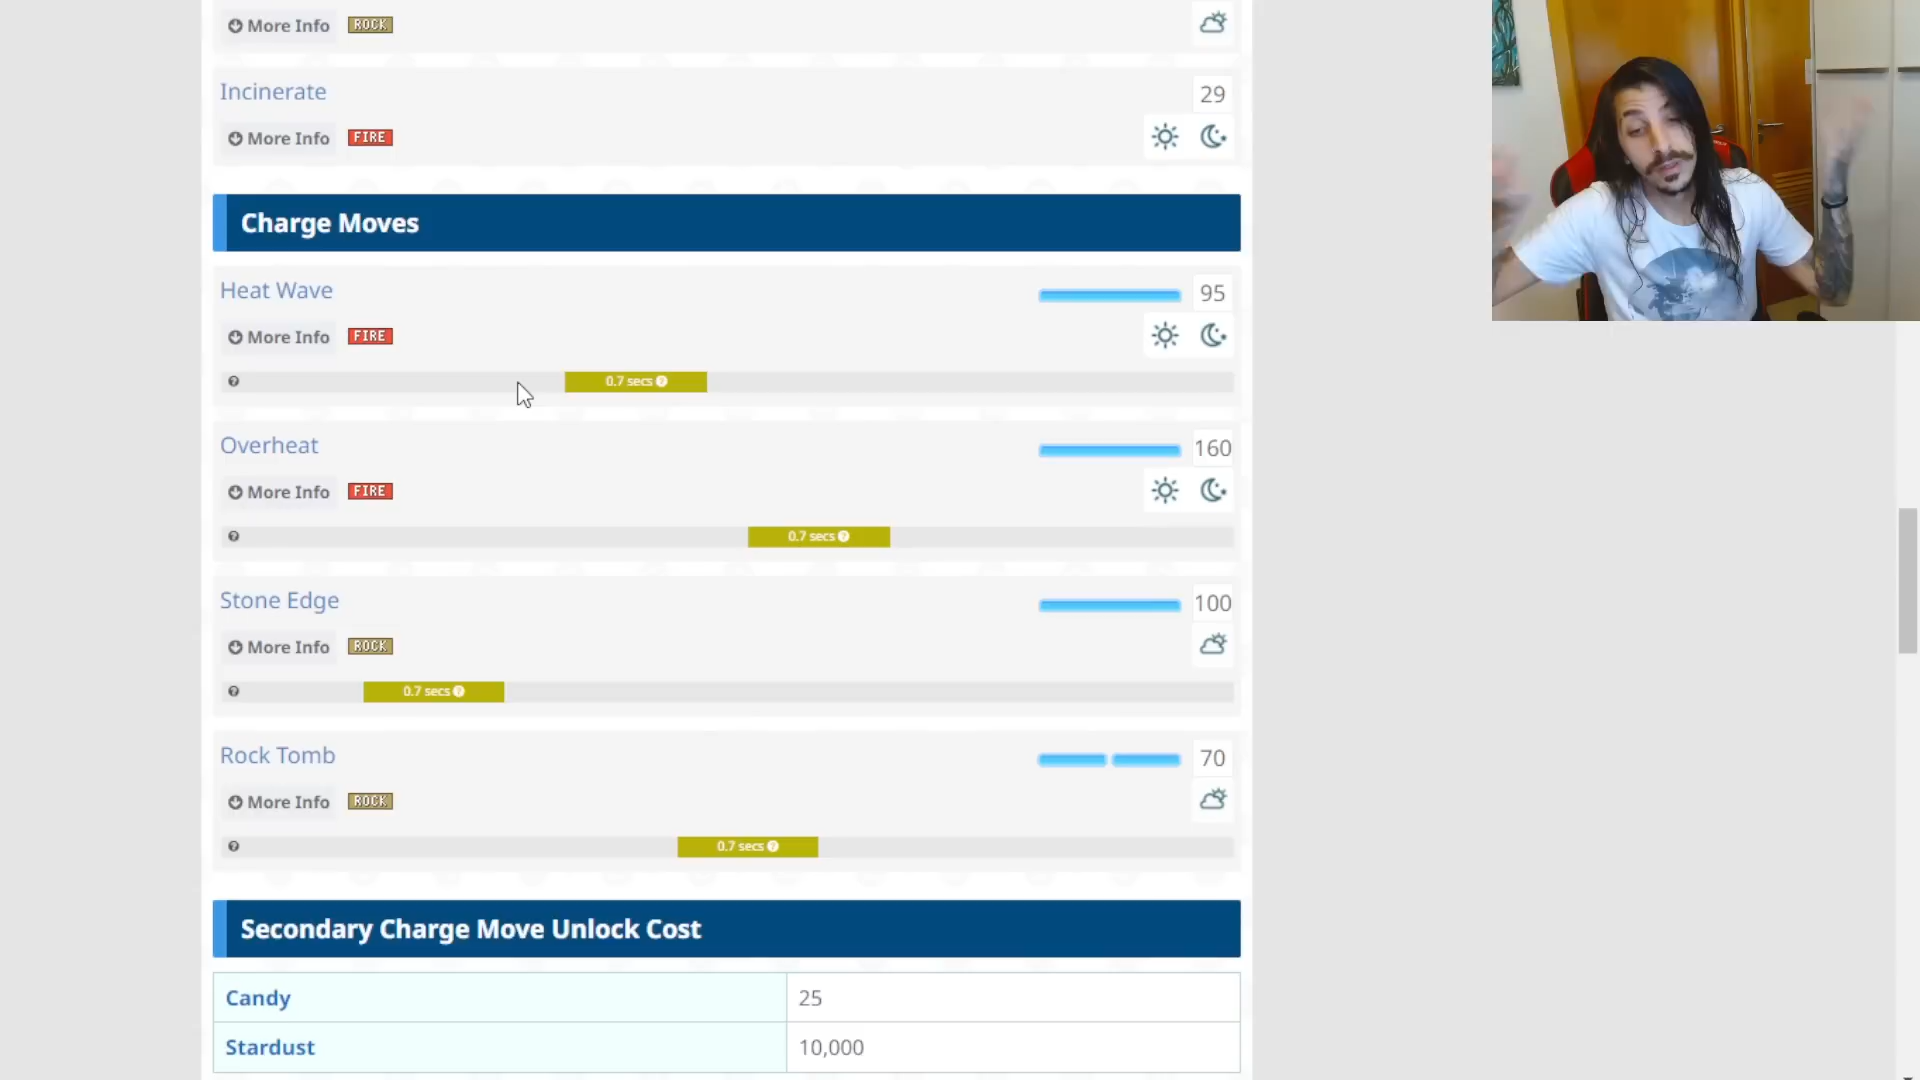 More Info ROCK
Incinerate 29
More Info FIRE
Charge Moves
Heat Wave 95
More Info FIRE
0.7 secs
Overheat 160
More Info FIRE
0.7 secs
Stone Edge 100
More Info ROCK
0.7 secs
Rock Tomb 70
More Info ROCK
0.7 secs
Secondary Charge Move Unlock Cost
Candy 25
Stardust 10,000